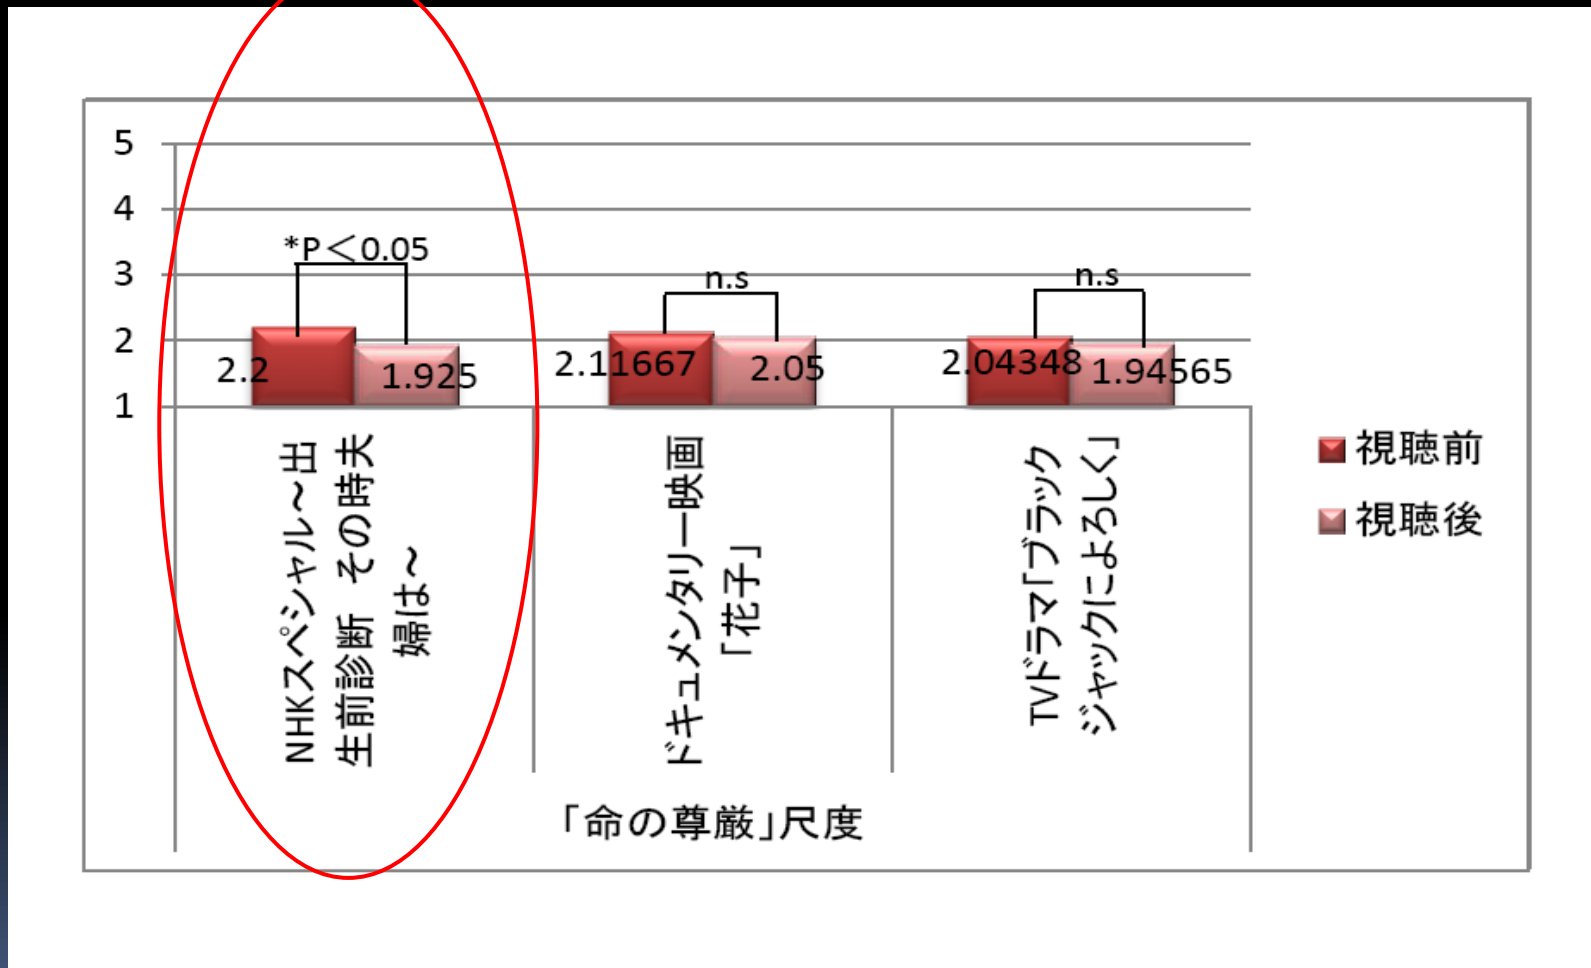 5
4
3
2
1
*P＜0.05
n.s
n.s
2.2
1.925
2.11667
2.05
2.04348
1.94565
NHKスペシャル～出
生前診断　その時夫
婦は～
ドキュメンタリー映画
「花子」
TVドラマ「ブラック
ジャックによろしく」
「命の尊厳」尺度
視聴前
視聴後